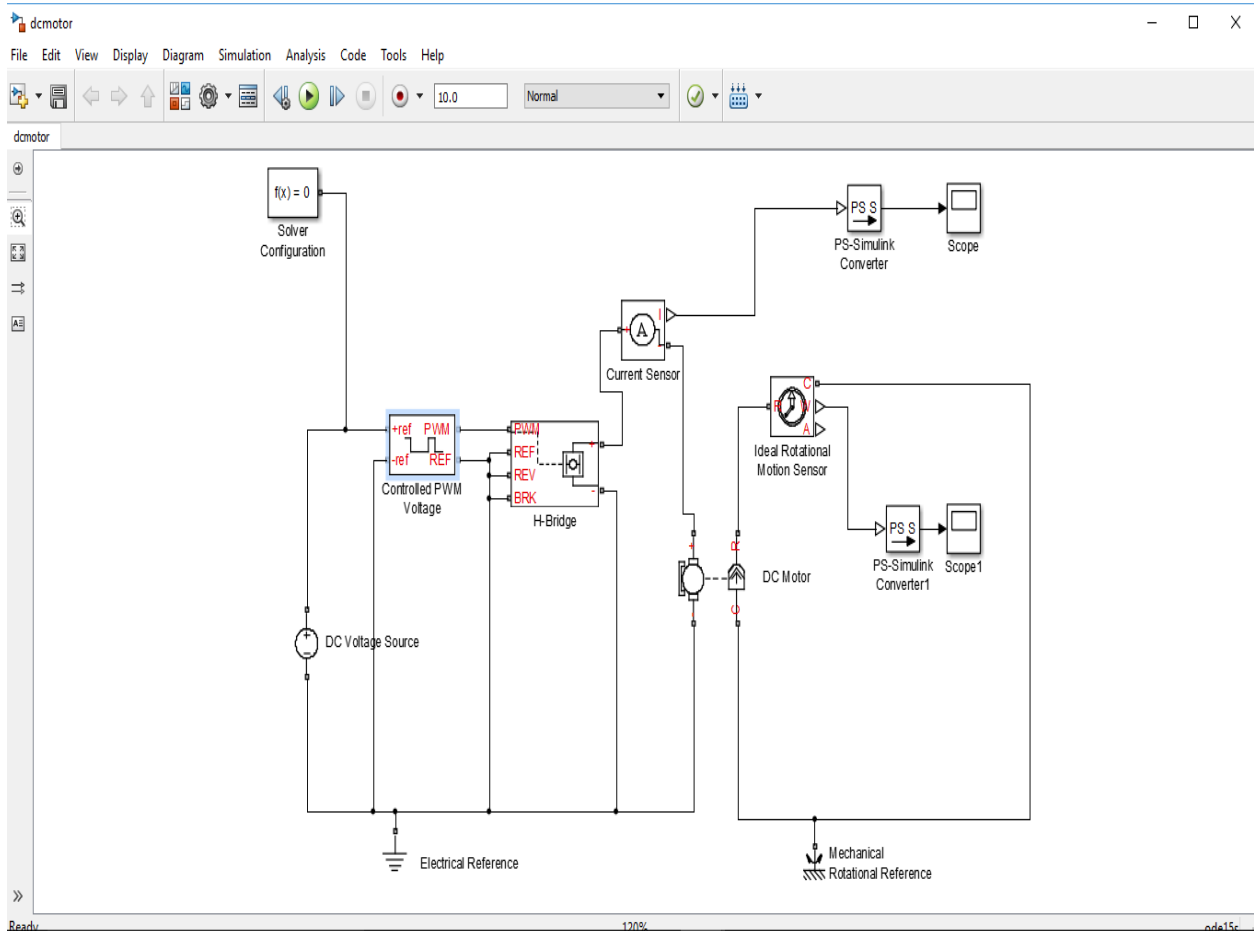 dcmotor
File Edit View Display Diagram Simulation Analysis Code Tools Help
10.0 Normal
dcmotor
f(x) = 0
Solver
Configuration
PS S
PS-Simulink
Converter
Scope
I
A
+
-
Current Sensor
C
R W
A
Ideal Rotational
Motion Sensor
+ref PWM
-ref REF
Controlled PWM
Voltage
PWM
REF
REV
BRK
+
-
H-Bridge
PS S
PS-Simulink
Converter1
Scope1
+
-
R
C
DC Motor
+
−
DC Voltage Source
Electrical Reference
Mechanical
Rotational Reference
Ready 120% ode15s